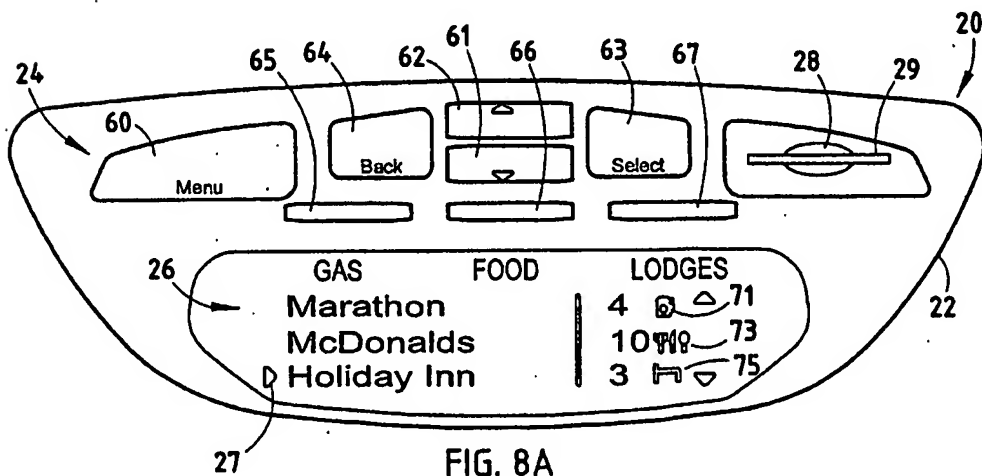 61
66
20
64
62
63
67
28
65
29
24
60
Back
Select
Menu
GAS FOOD LODGES
26
22
Marathon 4 71
McDonalds 10 73
Holiday Inn 3 75
27
FIG. 8A